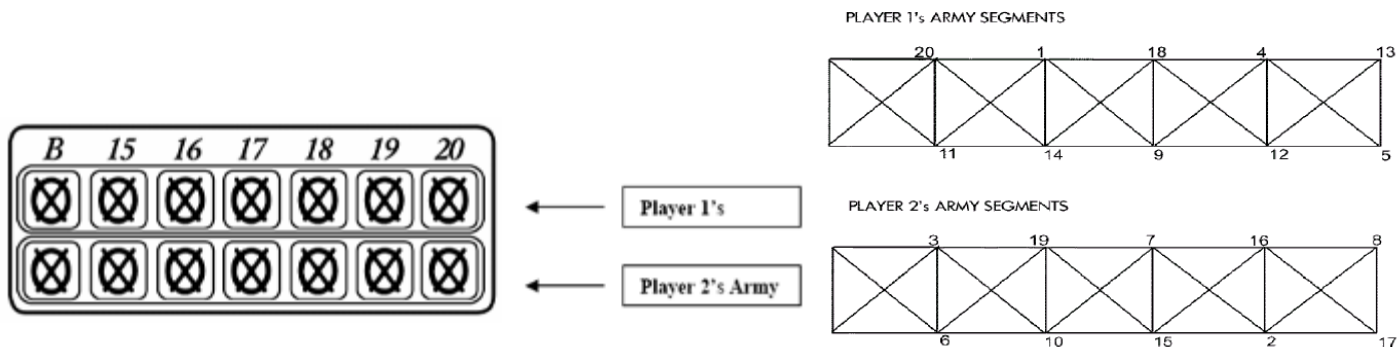 B 15 16 17 18 19 20
Player 1's
Player 2's Army
PLAYER 1's ARMY SEGMENTS
20 1 18 4 13
11 14 9 12 5
PLAYER 2's ARMY SEGMENTS
3 19 7 16 8
6 10 15 2 17